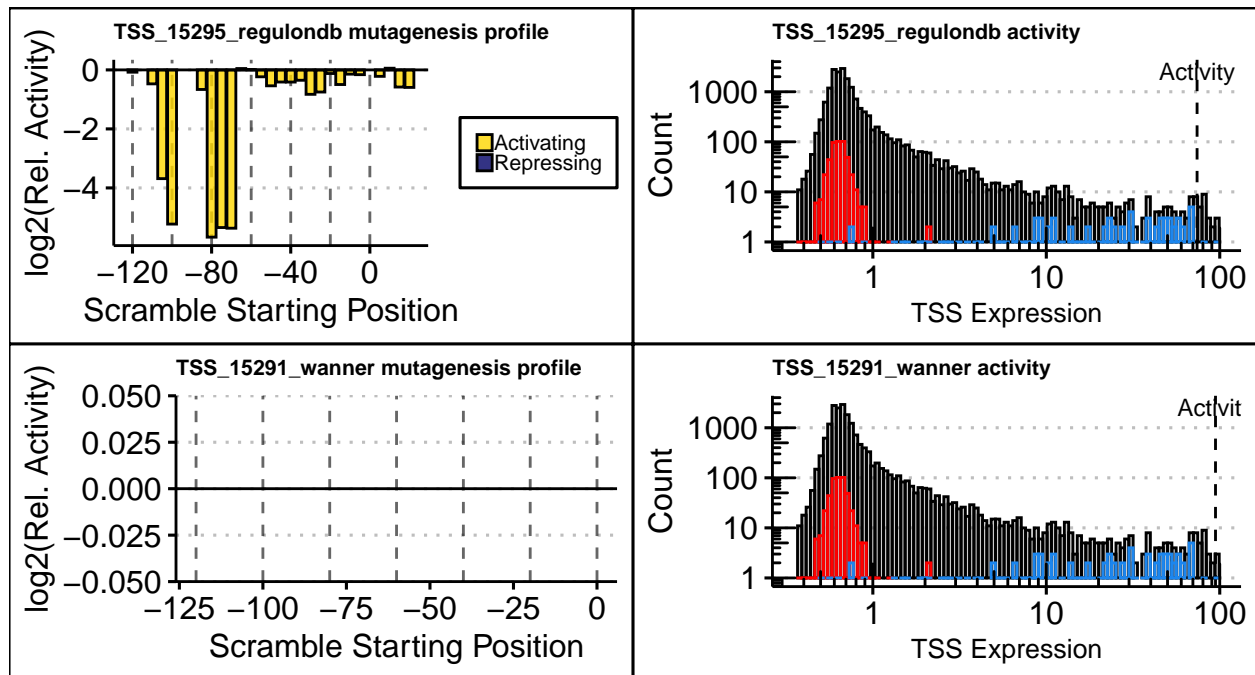 TSS_15295_regulondb mutagenesis profile
log2(Rel. Activity)
0
−2
−4
−120
−80
−40
0
Scramble Starting Position
Activating
Repressing
TSS_15295_regulondb activity
Activity
Count
1000
100
10
1
1
10
100
TSS Expression
TSS_15291_wanner mutagenesis profile
log2(Rel. Activity)
0.050
0.025
0.000
−0.025
−0.050
−125
−100
−75
−50
−25
0
Scramble Starting Position
TSS_15291_wanner activity
Activit
Count
1000
100
10
1
1
10
100
TSS Expression